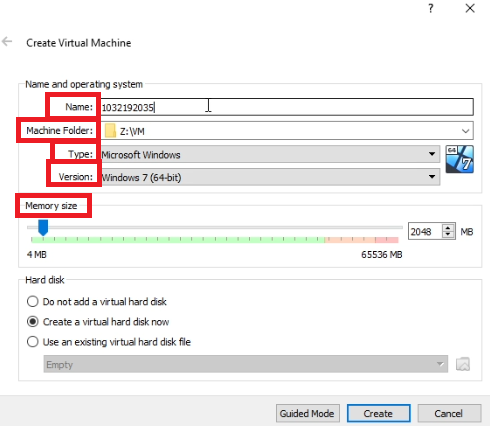 ?
Create Virtual Machine
Name and operating system
Name: 1032192035
Machine Folder: Z:\VM
Type: Microsoft Windows
64
7
Version: Windows 7 (64-bit)
Memory size
2048 MB
4 MB 65536 MB
Hard disk
Do not add a virtual hard disk
Create a virtual hard disk now
Use an existing virtual hard disk file
Empty
Guided Mode Create Cancel